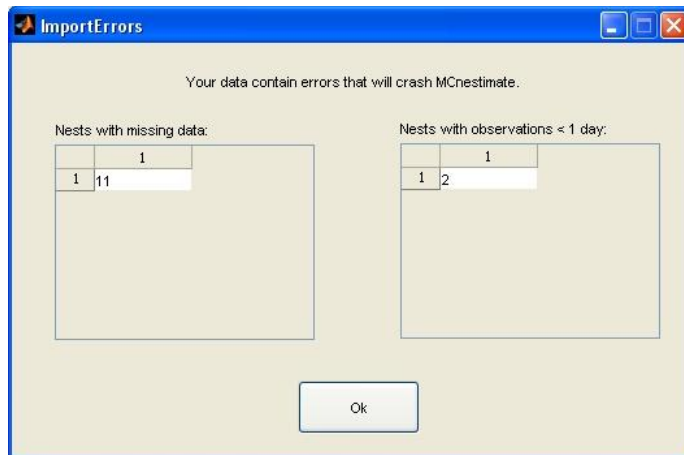 ImportErrors
Your data contain errors that will crash MCnestimate.
Nests with missing data:
1
1 11
Nests with observations < 1 day:
1
1 2
Ok